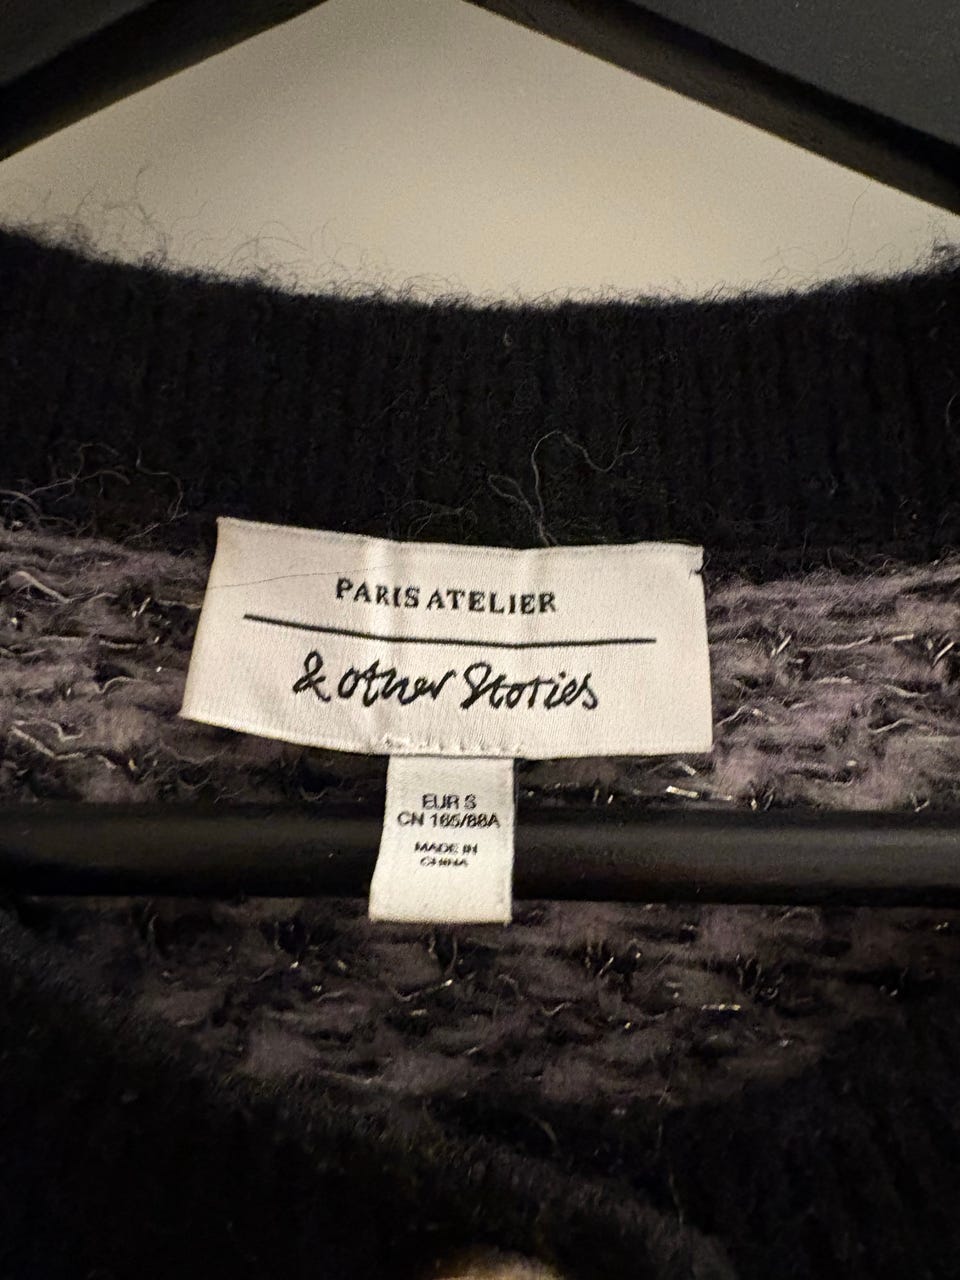 PARIS ATELIER
& other Stories
EUR S
CN 165/88A
MADE IN
CHINA